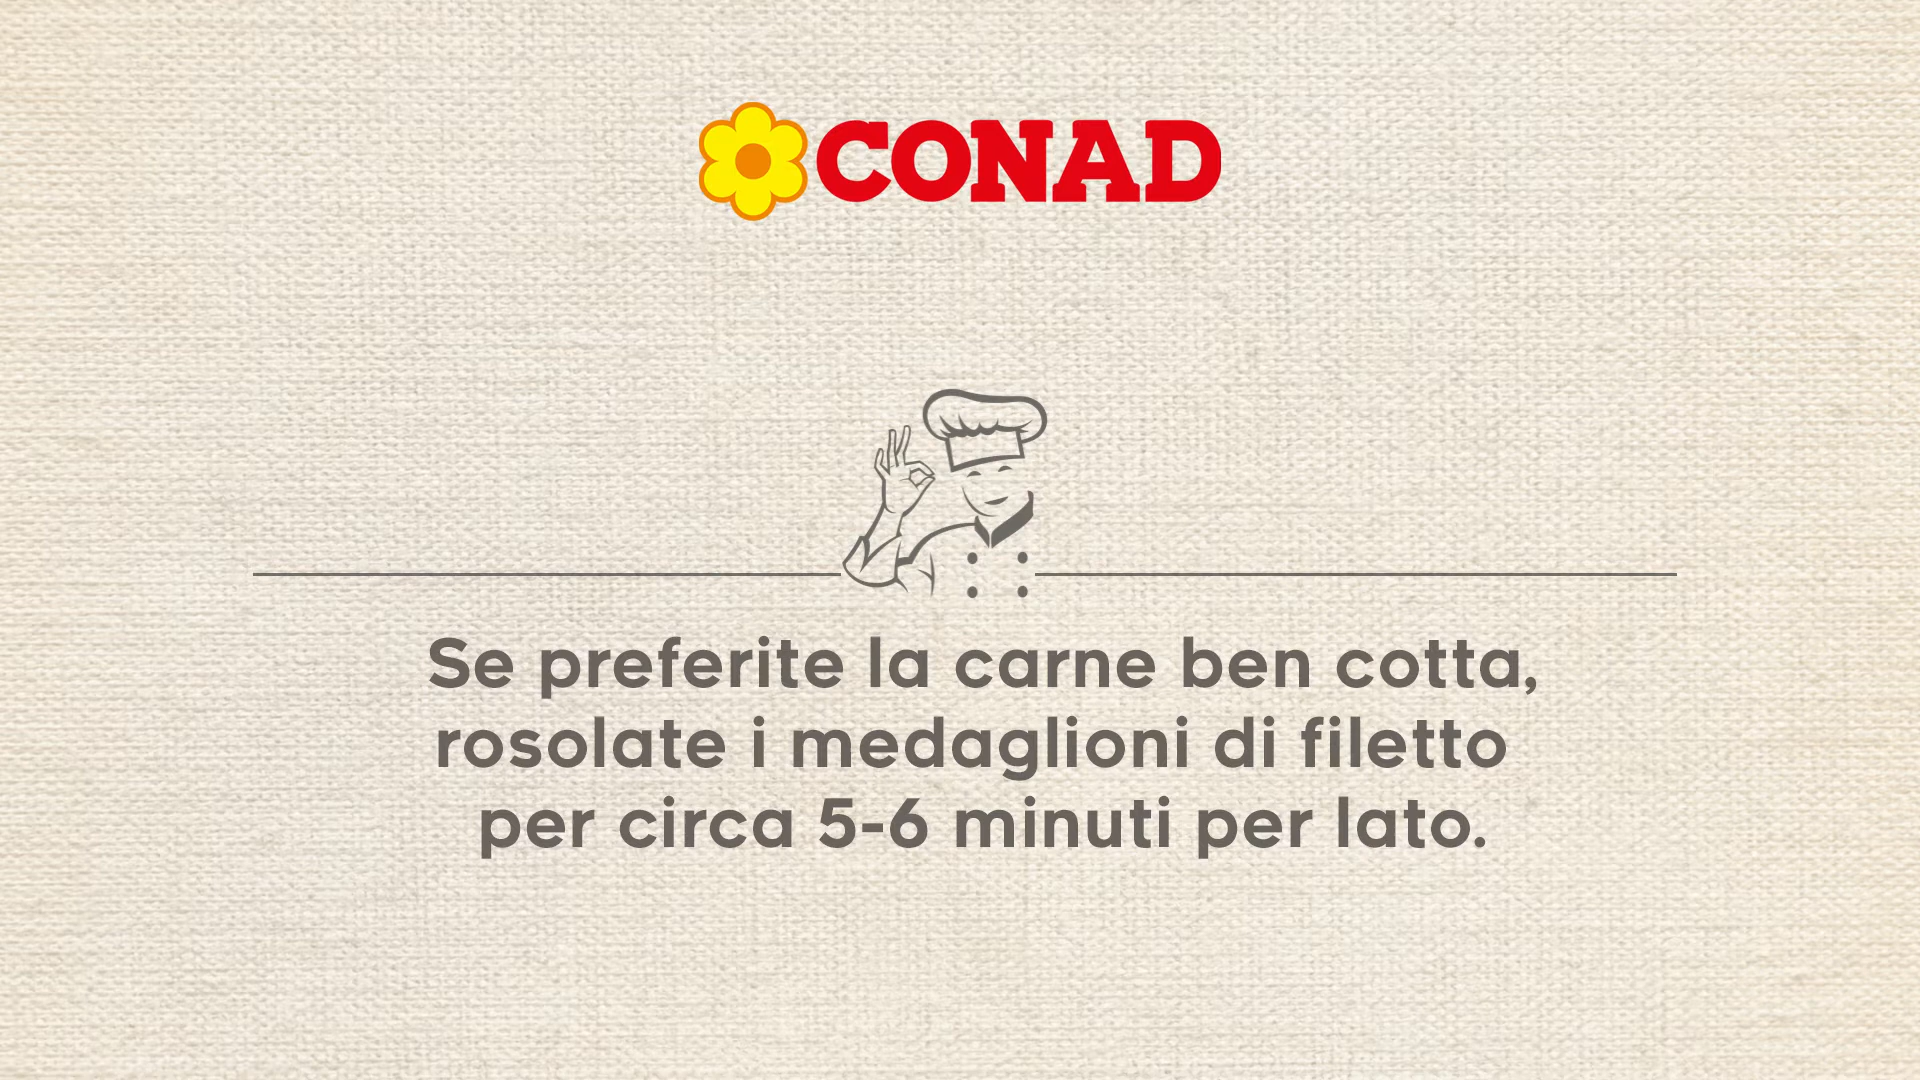 CONAD
Se preferite la carne ben cotta,
rosolate i medaglioni di filetto
per circa 5-6 minuti per lato.